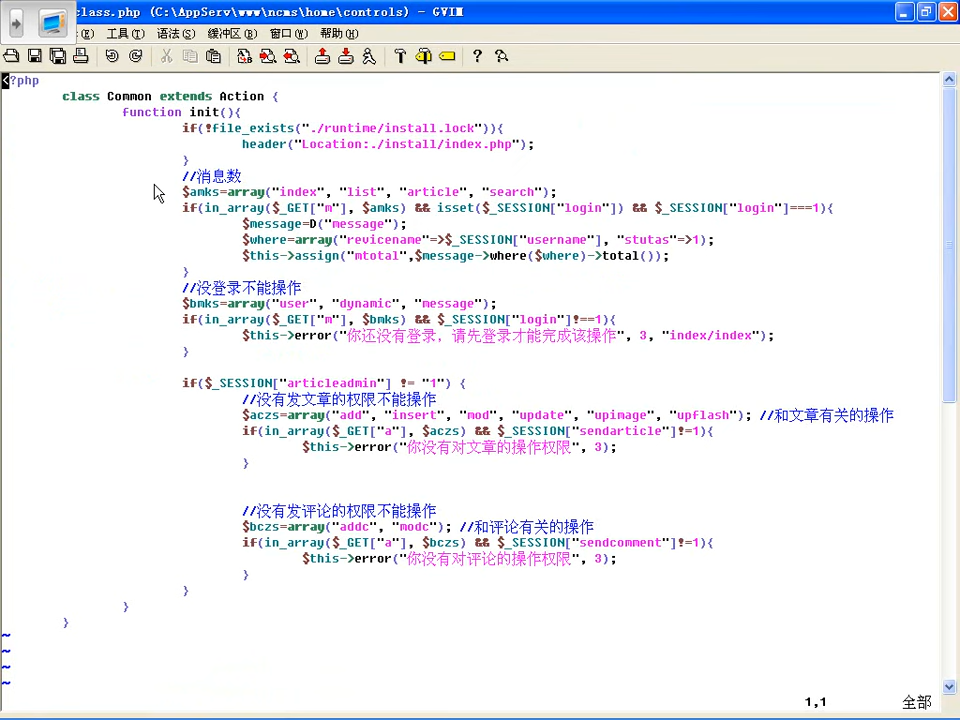 class.php (C:\AppServ\www\ncms\home\controls) - GVIM
(E) 工具(T) 语法(S) 缓冲区(B) 窗口(W) 帮助(H)
<?php
class Common extends Action {
function init(){
if(!file_exists("./runtime/install.lock")){
header("Location:./install/index.php");
}
//消息数
$amks=array("index", "list", "article", "search");
if(in_array($_GET["m"], $amks) && isset($_SESSION["login"]) && $_SESSION["login"]===1){
$message=D("message");
$where=array("revicename"=>$_SESSION["username"], "stutas"=>1);
$this->assign("mtotal",$message->where($where)->total());
}
//没登录不能操作
$bmks=array("user", "dynamic", "message");
if(in_array($_GET["m"], $bmks) && $_SESSION["login"]!==1){
$this->error("你还没有登录, 请先登录才能完成该操作", 3, "index/index");
}
if($_SESSION["articleadmin"] != "1") {
//没有发文章的权限不能操作
$aczs=array("add", "insert", "mod", "update", "upimage", "upflash"); //和文章有关的操作
if(in_array($_GET["a"], $aczs) && $_SESSION["sendarticle"]!=1){
$this->error("你没有对文章的操作权限", 3);
}
//没有发评论的权限不能操作
$bczs=array("addc", "modc"); //和评论有关的操作
if(in_array($_GET["a"], $bczs) && $_SESSION["sendcomment"]!=1){
$this->error("你没有对评论的操作权限", 3);
}
}
}
}
~
~
~
~
1,1 全部